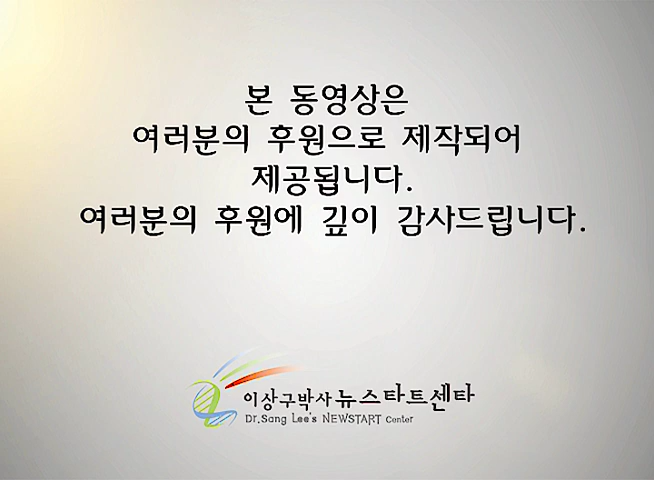 본 동영상은
여러분의 후원으로 제작되어
제공됩니다.
여러분의 후원에 깊이 감사드립니다.
이상구박사 뉴스타트센타
Dr.Sang Lee's NEWSTART Center